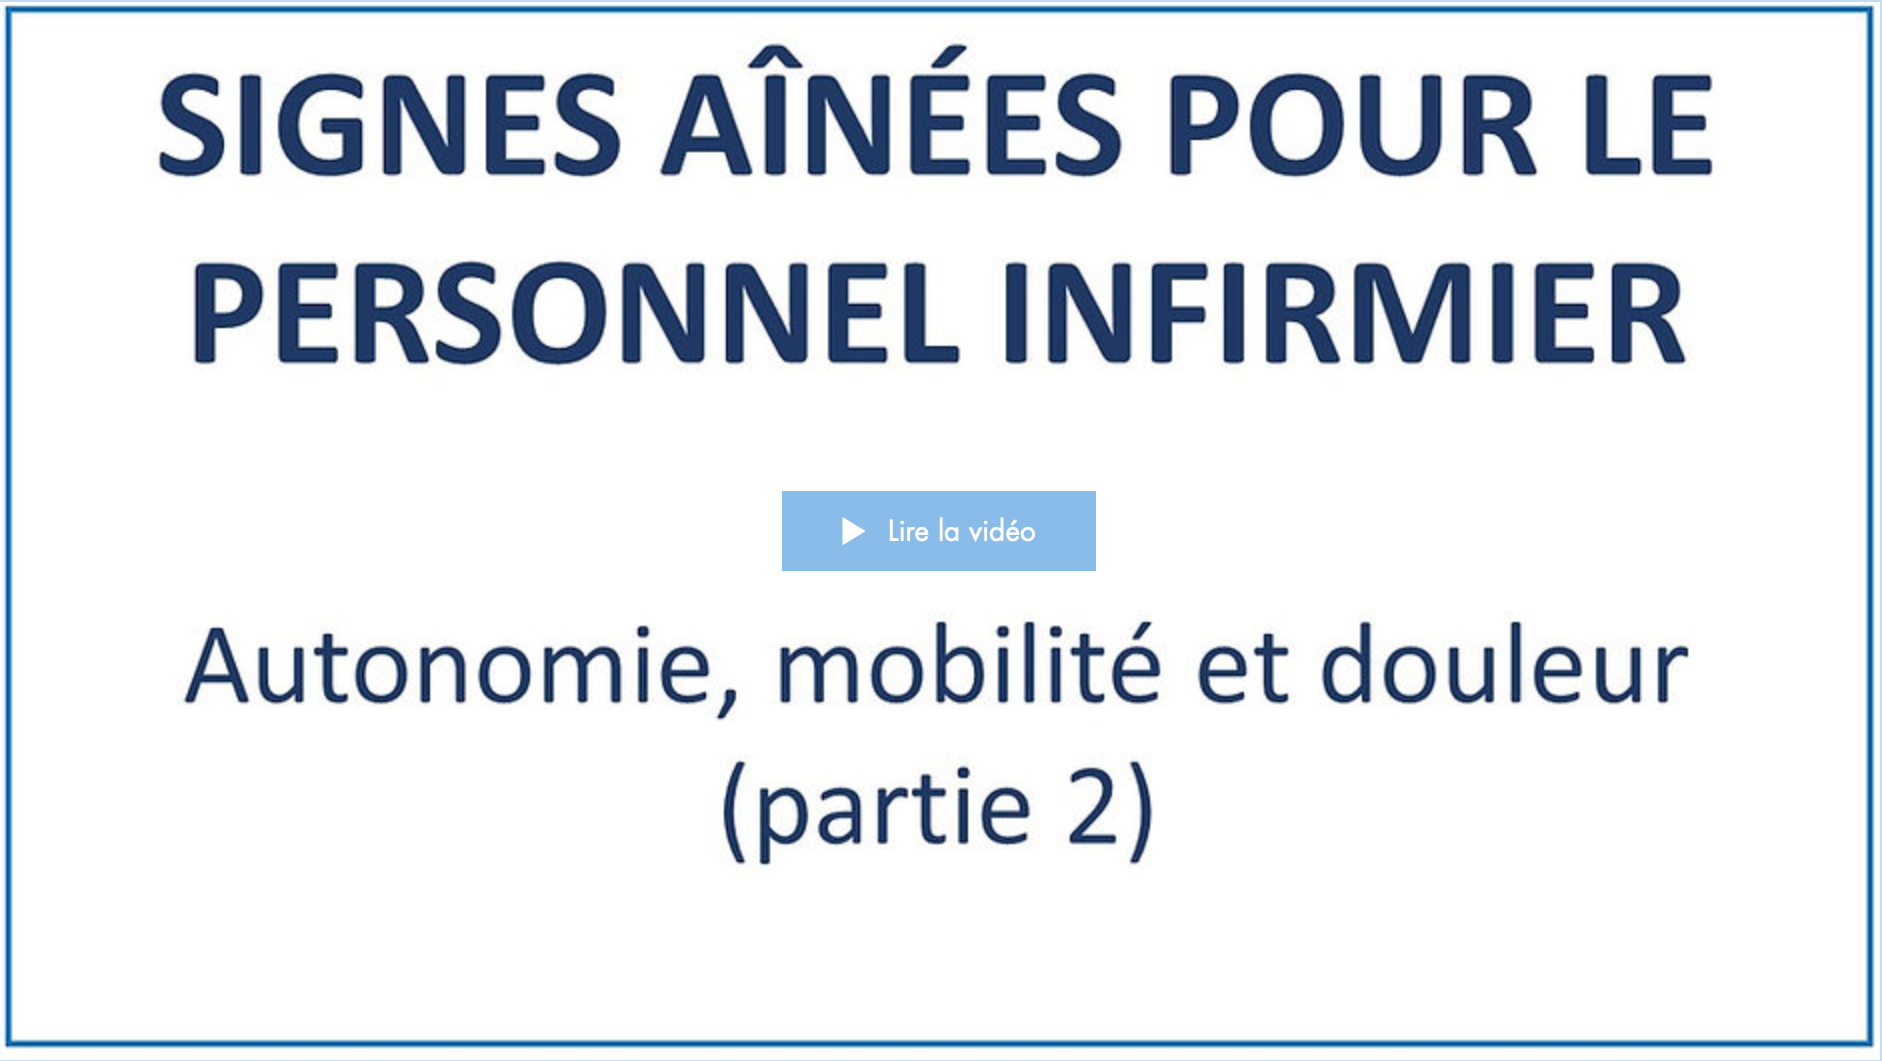 SIGNES AÎNÉES POUR LE
PERSONNEL INFIRMIER
Lire la vidéo
Autonomie, mobilité et douleur
(partie 2)